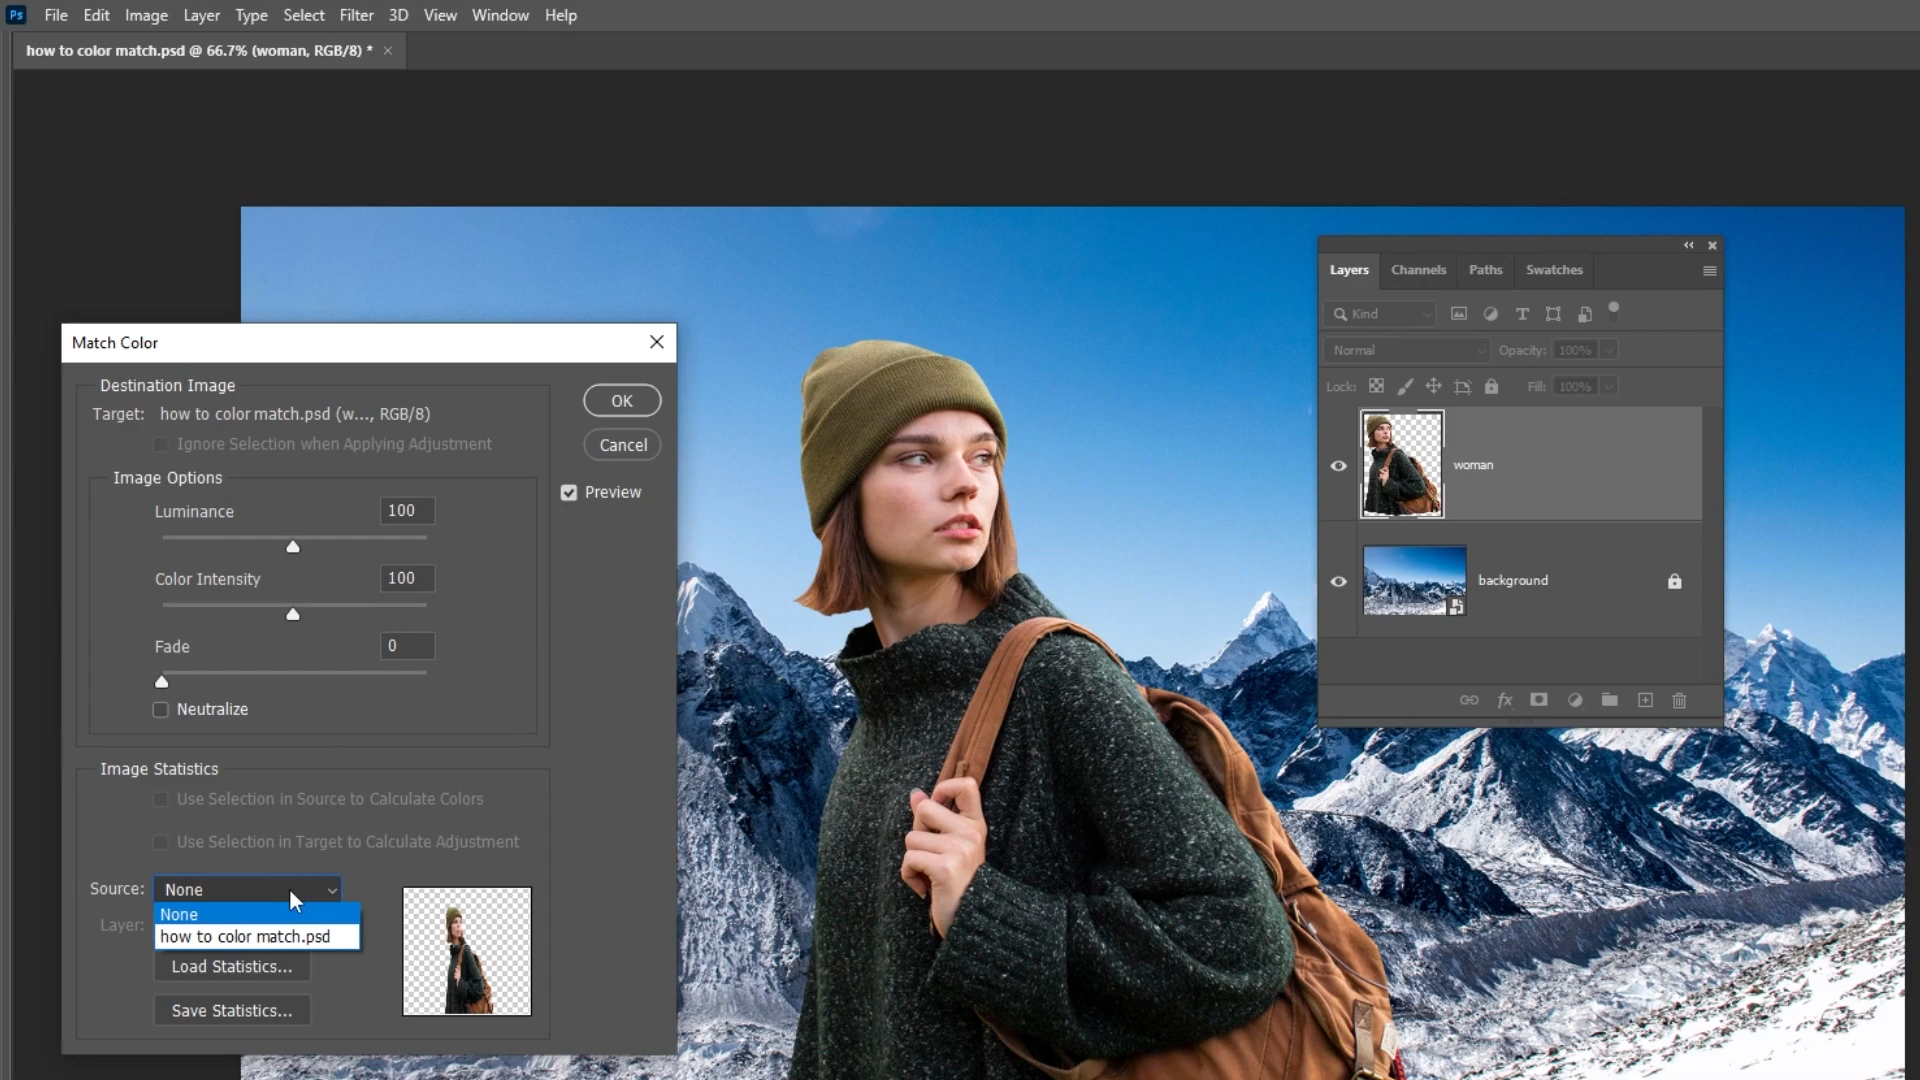 Ps File Edit Image Layer Type Select Filter 3D View Window Help
how to color match.psd @ 66.7% (woman, RGB/8) * ×
Match Color
Destination Image
Target: how to color match.psd (w..., RGB/8)
Ignore Selection when Applying Adjustment
OK
Cancel
Preview
Image Options
Luminance 100
Color Intensity 100
Fade 0
Neutralize
Image Statistics
Use Selection in Source to Calculate Colors
Use Selection in Target to Calculate Adjustment
Source: None
None
Layer:
how to color match.psd
Load Statistics...
Save Statistics...
Layers Channels Paths Swatches
Kind
Normal Opacity: 100%
Lock: Fill: 100%
woman
background
fx